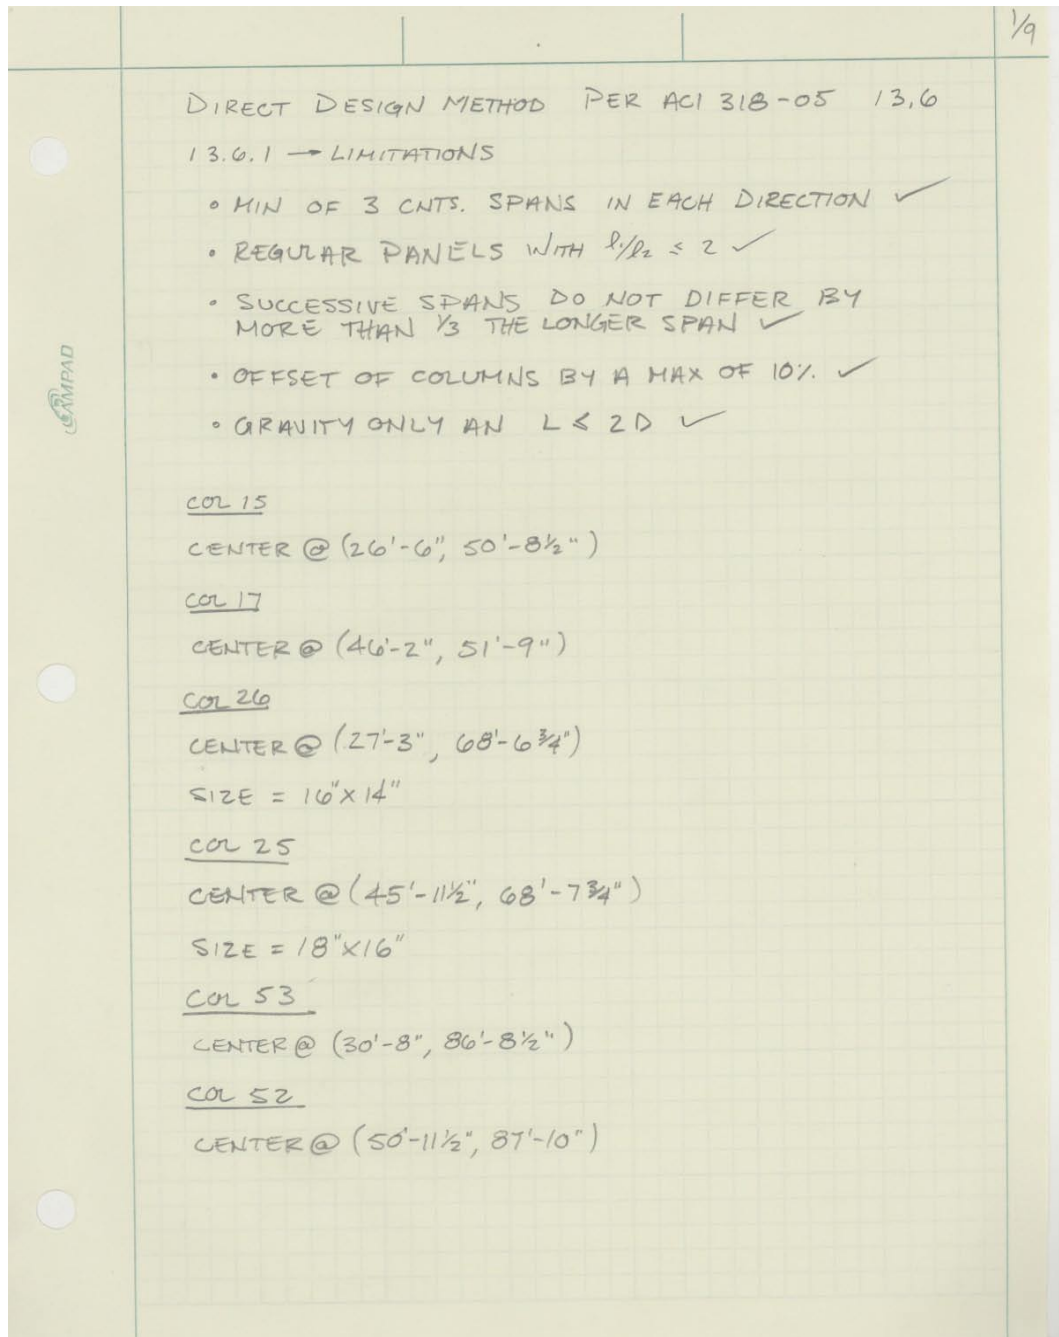 1/9
DIRECT DESIGN METHOD PER ACI 318-05 13.6
13.6.1 → LIMITATIONS
• MIN OF 3 CNTS. SPANS IN EACH DIRECTION ✓
• REGULAR PANELS WITH l₁/l₂ ≤ 2 ✓
• SUCCESSIVE SPANS DO NOT DIFFER BY
MORE THAN 1/3 THE LONGER SPAN ✓
• OFFSET OF COLUMNS BY A MAX OF 10%. ✓
• GRAVITY ONLY AN L ≤ 2D ✓
AMPAD
COL 15
CENTER @ (26'-6", 50'-8½")
COL 17
CENTER @ (46'-2", 51'-9")
COL 26
CENTER @ (27'-3", 68'-6¾")
SIZE = 16"X14"
COL 25
CENTER @ (45'-11½", 68'-7¾")
SIZE = 18"X16"
COL 53
CENTER @ (30'-8", 86'-8½")
COL 52
CENTER @ (50'-11½", 87'-10")